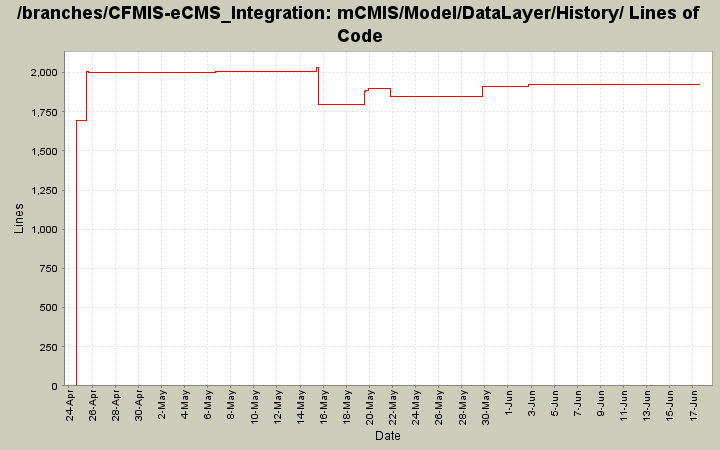 /branches/CFMIS-eCMS_Integration: mCMIS/Model/DataLayer/History/ Lines of
Code
Lines
2,000
1,750
1,500
1,250
1,000
750
500
250
0
24-Apr
26-Apr
28-Apr
30-Apr
2-May
4-May
6-May
8-May
10-May
12-May
14-May
16-May
18-May
20-May
22-May
24-May
26-May
28-May
30-May
1-Jun
3-Jun
5-Jun
7-Jun
9-Jun
11-Jun
13-Jun
15-Jun
17-Jun
Date